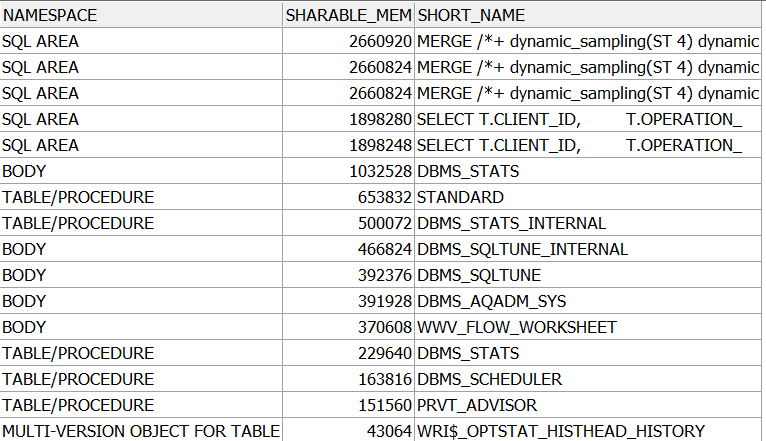 NAMESPACE SHARABLE_MEM SHORT_NAME
SQL AREA 2660920 MERGE /*+ dynamic_sampling(ST 4) dynamic
SQL AREA 2660824 MERGE /*+ dynamic_sampling(ST 4) dynamic
SQL AREA 2660824 MERGE /*+ dynamic_sampling(ST 4) dynamic
SQL AREA 1898280 SELECT T.CLIENT_ID, T.OPERATION_
SQL AREA 1898248 SELECT T.CLIENT_ID, T.OPERATION_
BODY 1032528 DBMS_STATS
TABLE/PROCEDURE 653832 STANDARD
TABLE/PROCEDURE 500072 DBMS_STATS_INTERNAL
BODY 466824 DBMS_SQLTUNE_INTERNAL
BODY 392376 DBMS_SQLTUNE
BODY 391928 DBMS_AQADM_SYS
BODY 370608 WWV_FLOW_WORKSHEET
TABLE/PROCEDURE 229640 DBMS_STATS
TABLE/PROCEDURE 163816 DBMS_SCHEDULER
TABLE/PROCEDURE 151560 PRVT_ADVISOR
MULTI-VERSION OBJECT FOR TABLE 43064 WRI$_OPTSTAT_HISTHEAD_HISTORY